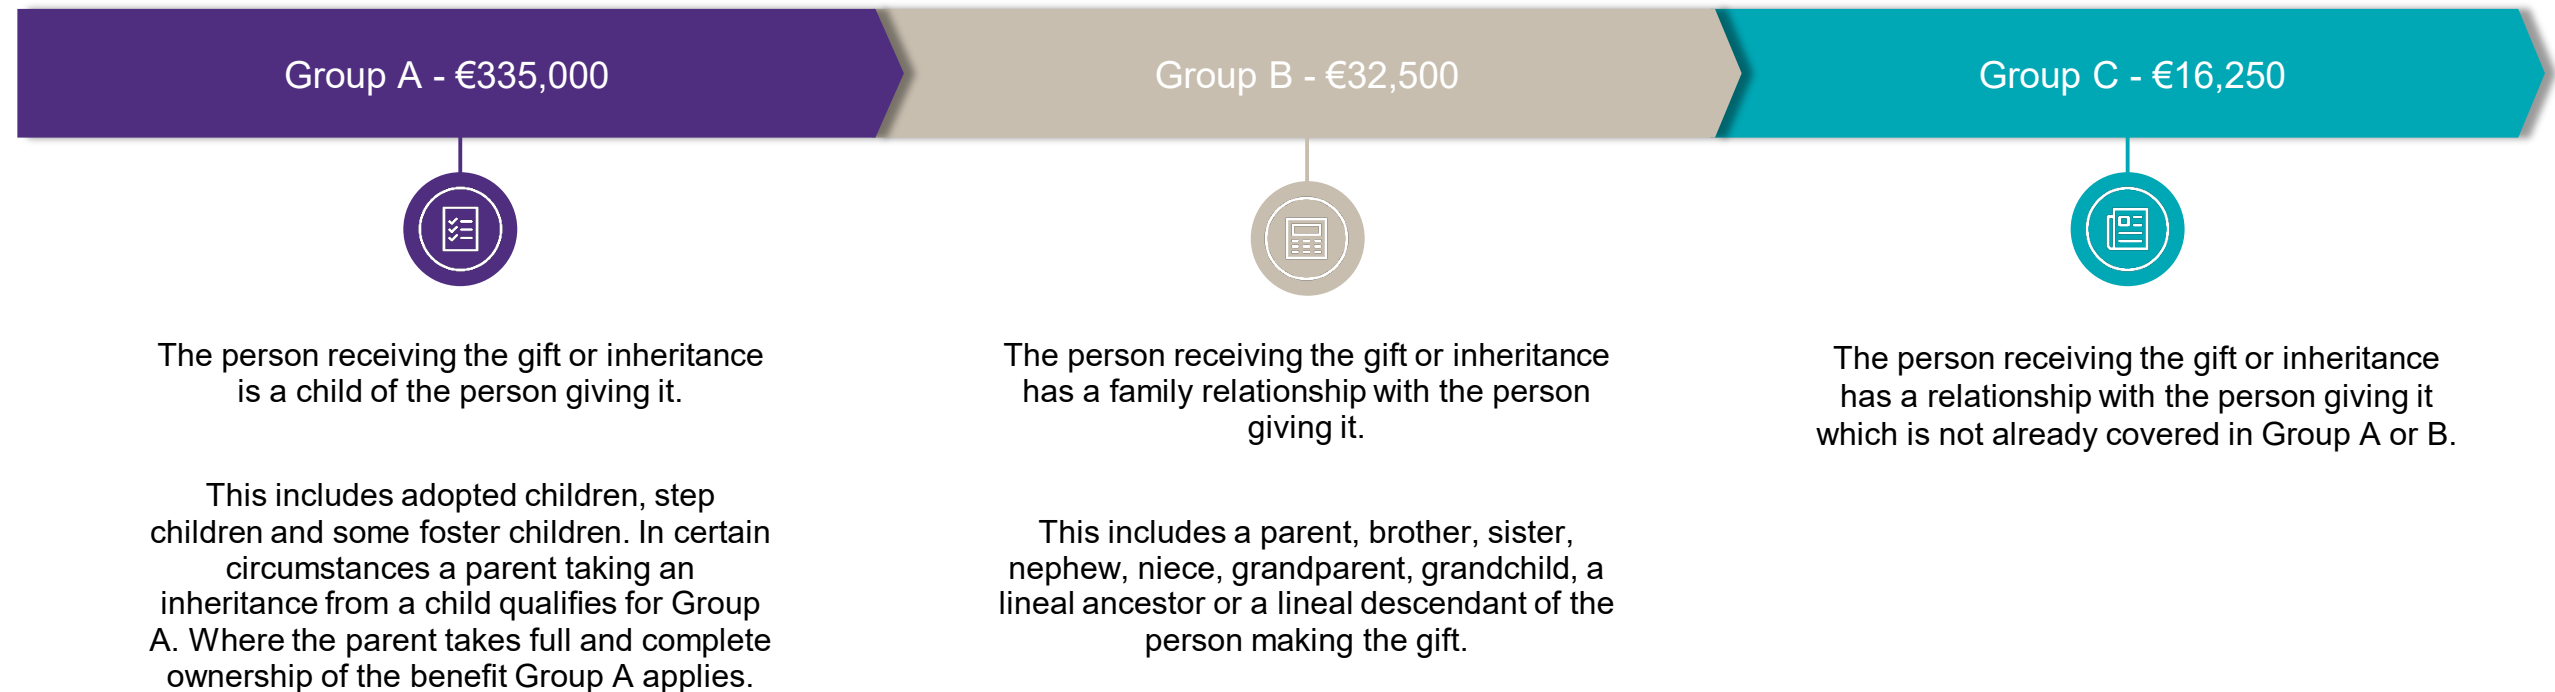 Group A - €335,000
Group B - €32,500
Group C - €16,250
The person receiving the gift or inheritance
is a child of the person giving it.
This includes adopted children, step
children and some foster children. In certain
circumstances a parent taking an
inheritance from a child qualifies for Group
A. Where the parent takes full and complete
ownership of the benefit Group A applies.
The person receiving the gift or inheritance
has a family relationship with the person
giving it.
This includes a parent, brother, sister,
nephew, niece, grandparent, grandchild, a
lineal ancestor or a lineal descendant of the
person making the gift.
The person receiving the gift or inheritance
has a relationship with the person giving it
which is not already covered in Group A or B.